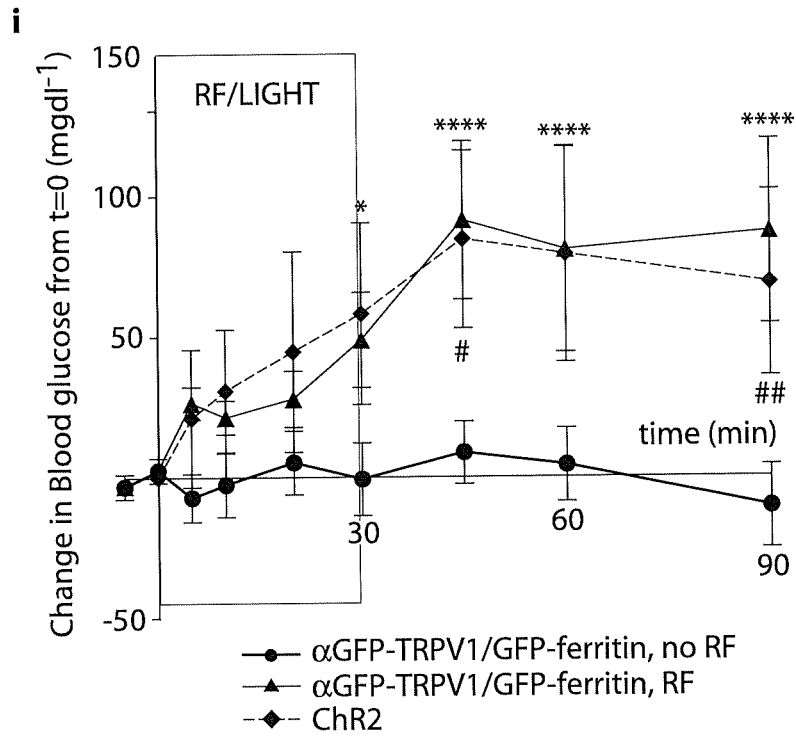 i
Change in Blood glucose from t=0 (mgdl⁻¹)
150
100
50
-50
RF/LIGHT
*
****
****
****
#
##
time (min)
30
60
90
αGFP-TRPV1/GFP-ferritin, no RF
αGFP-TRPV1/GFP-ferritin, RF
ChR2